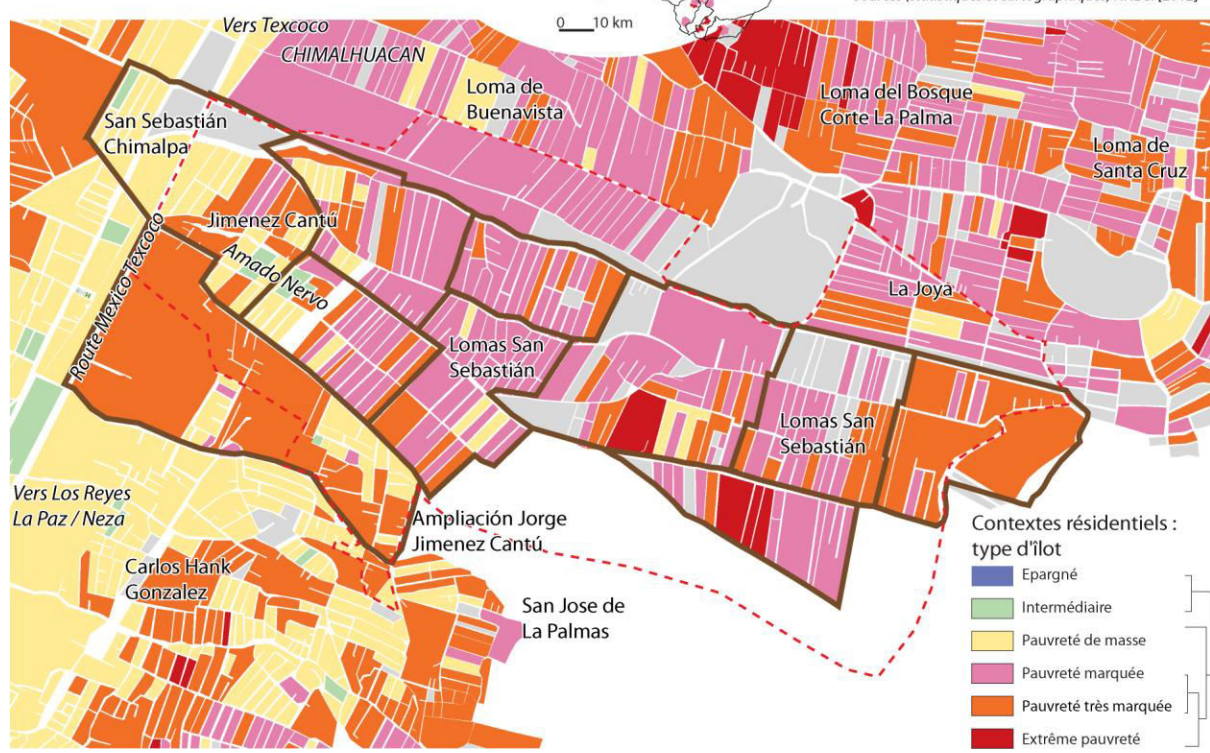 Vers Texcoco
0 10 km
CHIMALHUACAN
Loma de
Buenavista
Loma del Bosque
Corte La Palma
San Sebastián
Chimalpa
Loma de
Santa Cruz
Jimenez Cantú
Amado Nervo
La Joya
Route Mexico-Texcoco
Lomas San
Sebastián
Lomas San
Sebastián
Vers Los Reyes
La Paz / Neza
Ampliación Jorge
Jimenez Cantú
Carlos Hank
Gonzalez
San Jose de
La Palmas
Contextes résidentiels :
type d'îlot
Epargné
Intermédiaire
Pauvreté de masse
Pauvreté marquée
Pauvreté très marquée
Extrême pauvreté